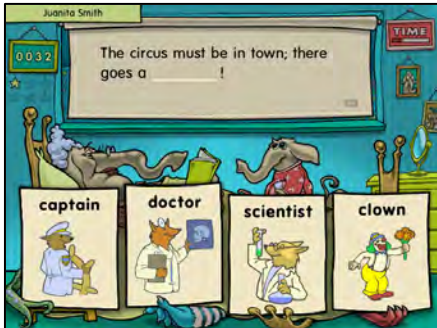 Juanita Smith
0032
TIME
The circus must be in town; there
goes a ________ !
captain
doctor
scientist
clown